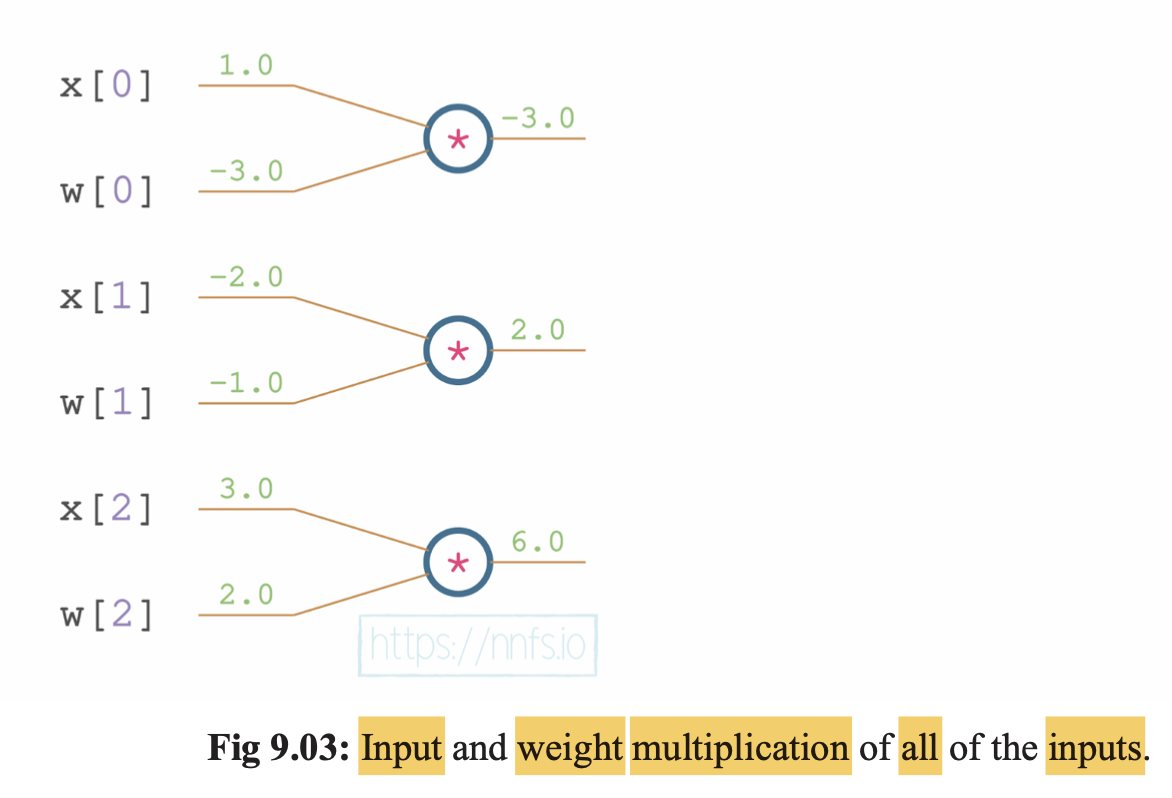 x[0] 1.0
* -3.0
w[0] -3.0
x[1] -2.0
* 2.0
w[1] -1.0
x[2] 3.0
* 6.0
w[2] 2.0
https://nnfs.io
Fig 9.03: Input and weight multiplication of all of the inputs.